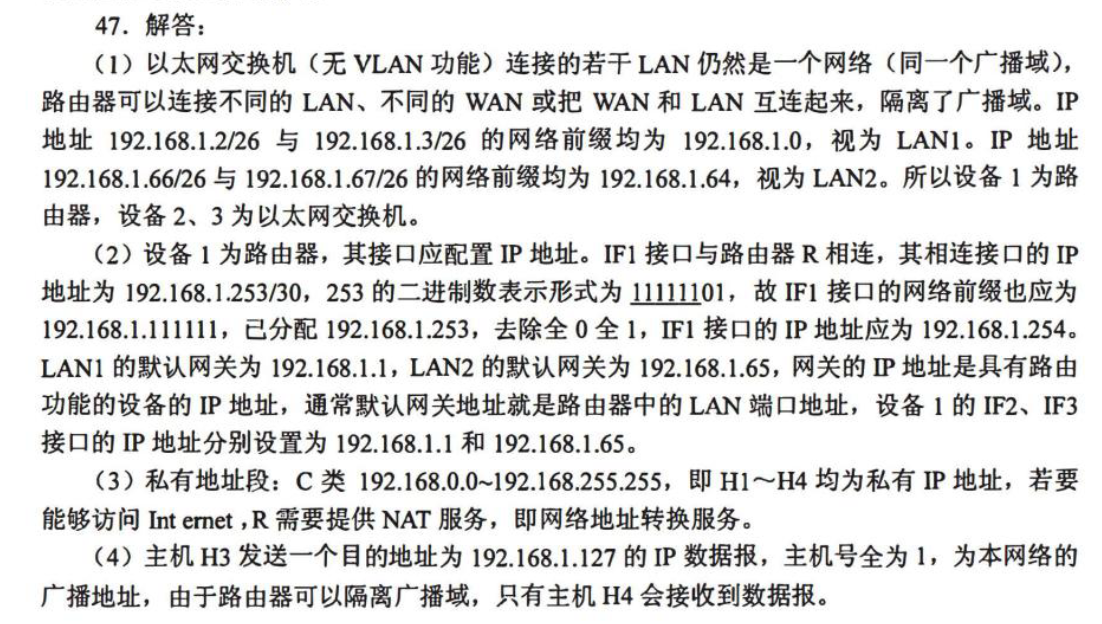 47．解答：
（1）以太网交换机（无 VLAN 功能）连接的若干 LAN 仍然是一个网络（同一个广播域），
路由器可以连接不同的 LAN、不同的 WAN 或把 WAN 和 LAN 互连起来，隔离了广播域。IP
地址 192.168.1.2/26 与 192.168.1.3/26 的网络前缀均为 192.168.1.0，视为 LAN1。IP 地址
192.168.1.66/26 与 192.168.1.67/26 的网络前缀均为 192.168.1.64，视为 LAN2。所以设备 1 为路
由器，设备 2、3 为以太网交换机。
（2）设备 1 为路由器，其接口应配置 IP 地址。IF1 接口与路由器 R 相连，其相连接口的 IP
地址为 192.168.1.253/30，253 的二进制数表示形式为 11111101，故 IF1 接口的网络前缀也应为
192.168.1.111111，已分配 192.168.1.253，去除全 0 全 1，IF1 接口的 IP 地址应为 192.168.1.254。
LAN1 的默认网关为 192.168.1.1，LAN2 的默认网关为 192.168.1.65，网关的 IP 地址是具有路由
功能的设备的 IP 地址，通常默认网关地址就是路由器中的 LAN 端口地址，设备 1 的 IF2、IF3
接口的 IP 地址分别设置为 192.168.1.1 和 192.168.1.65。
（3）私有地址段：C 类 192.168.0.0~192.168.255.255，即 H1～H4 均为私有 IP 地址，若要
能够访问 Int ernet ,R 需要提供 NAT 服务，即网络地址转换服务。
（4）主机 H3 发送一个目的地址为 192.168.1.127 的 IP 数据报，主机号全为 1，为本网络的
广播地址，由于路由器可以隔离广播域，只有主机 H4 会接收到数据报。